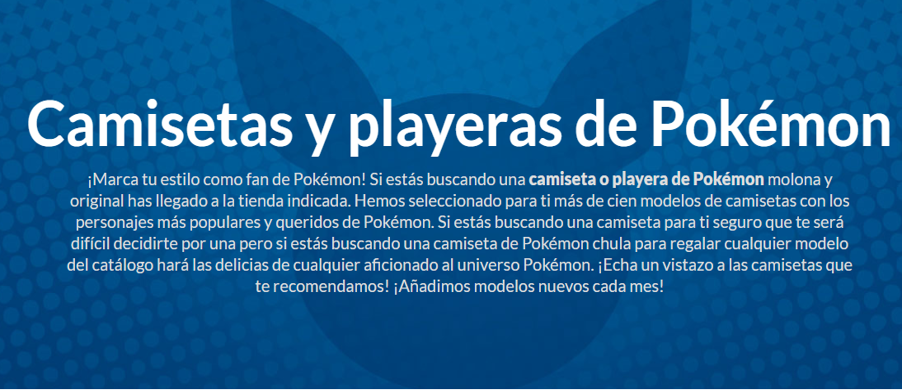 Camisetas y playeras de Pokémon
¡Marca tu estilo como fan de Pokémon! Si estás buscando una camiseta o playera de Pokémon molona y
original has llegado a la tienda indicada. Hemos seleccionado para ti más de cien modelos de camisetas con los
personajes más populares y queridos de Pokémon. Si estás buscando una camiseta para ti seguro que te será
difícil decidirte por una pero si estás buscando una camiseta de Pokémon chula para regalar cualquier modelo
del catálogo hará las delicias de cualquier aficionado al universo Pokémon. ¡Echa un vistazo a las camisetas que
te recomendamos! ¡Añadimos modelos nuevos cada mes!